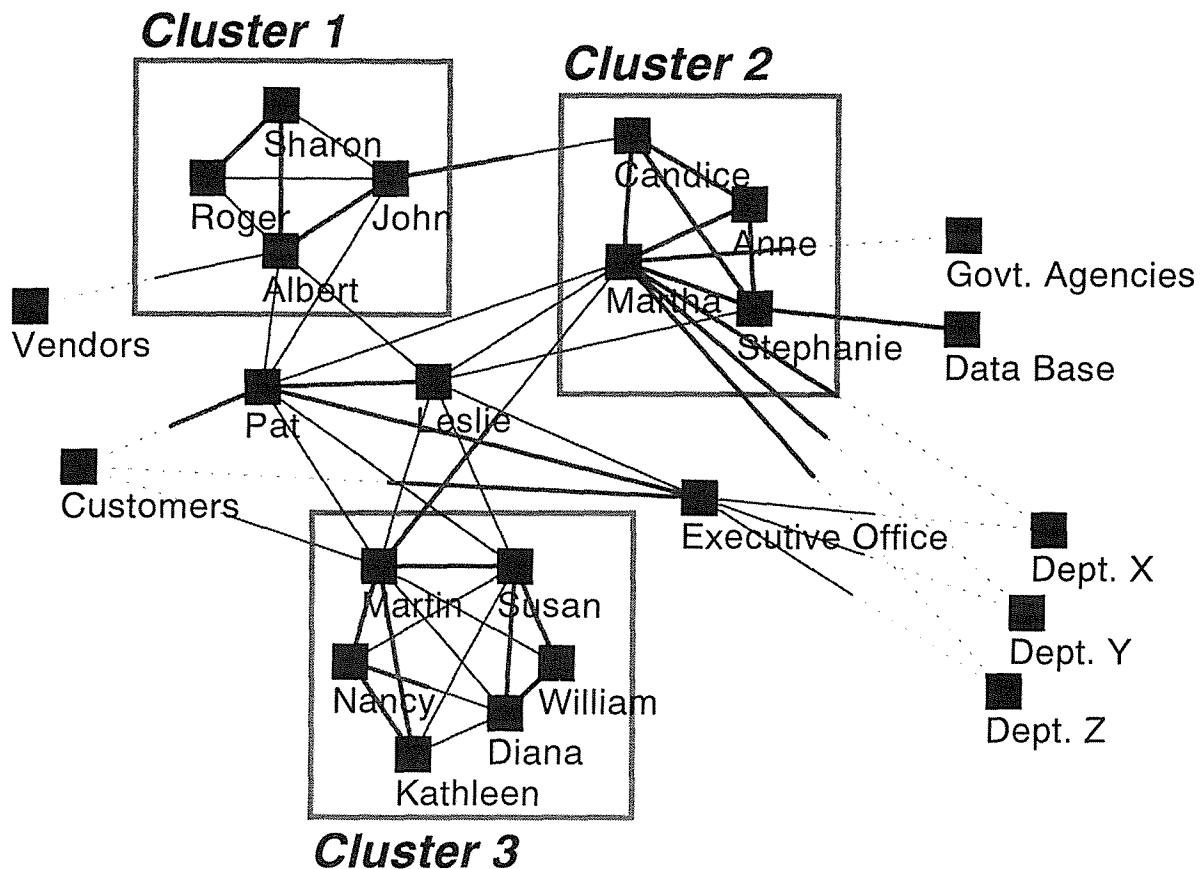 Cluster 1
Cluster 2
Sharon
Candice
Roger
John
Anne
Govt. Agencies
Albert
Martha
Vendors
Stephanie
Data Base
Pat
Leslie
Customers
Executive Office
Dept. X
Martin
Susan
Dept. Y
Nancy
William
Dept. Z
Diana
Kathleen
Cluster 3